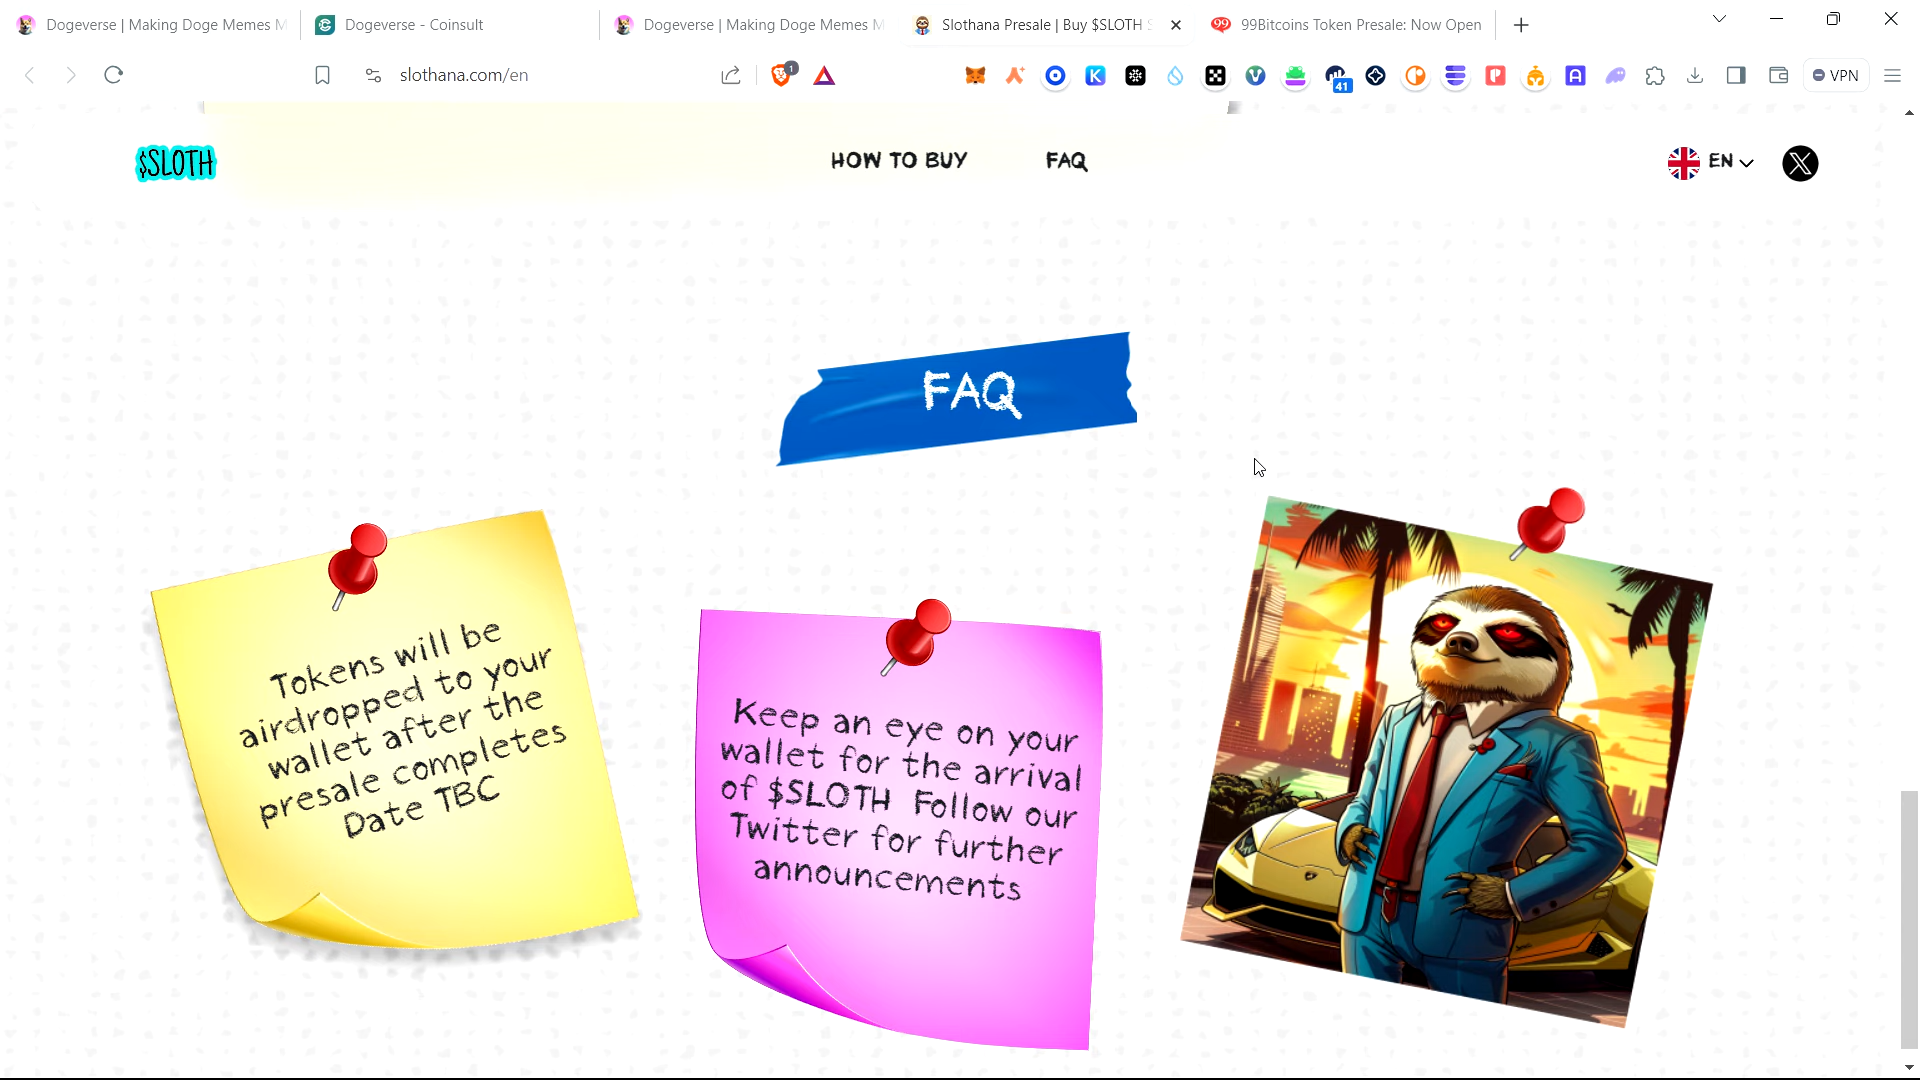 Dogeverse | Making Doge Memes M
Dogeverse - Coinsult
Dogeverse | Making Doge Memes M
Slothana Presale | Buy $SLOTH
99Bitcoins Token Presale: Now Open
slothana.com/en
1
41
VPN
$SLOTH
HOW TO BUY
FAQ
EN
FAQ
Tokens will be
airdropped to your
wallet after the
presale completes
Date TBC
Keep an eye on your
wallet for the arrival
of $SLOTH Follow our
Twitter for further
announcements